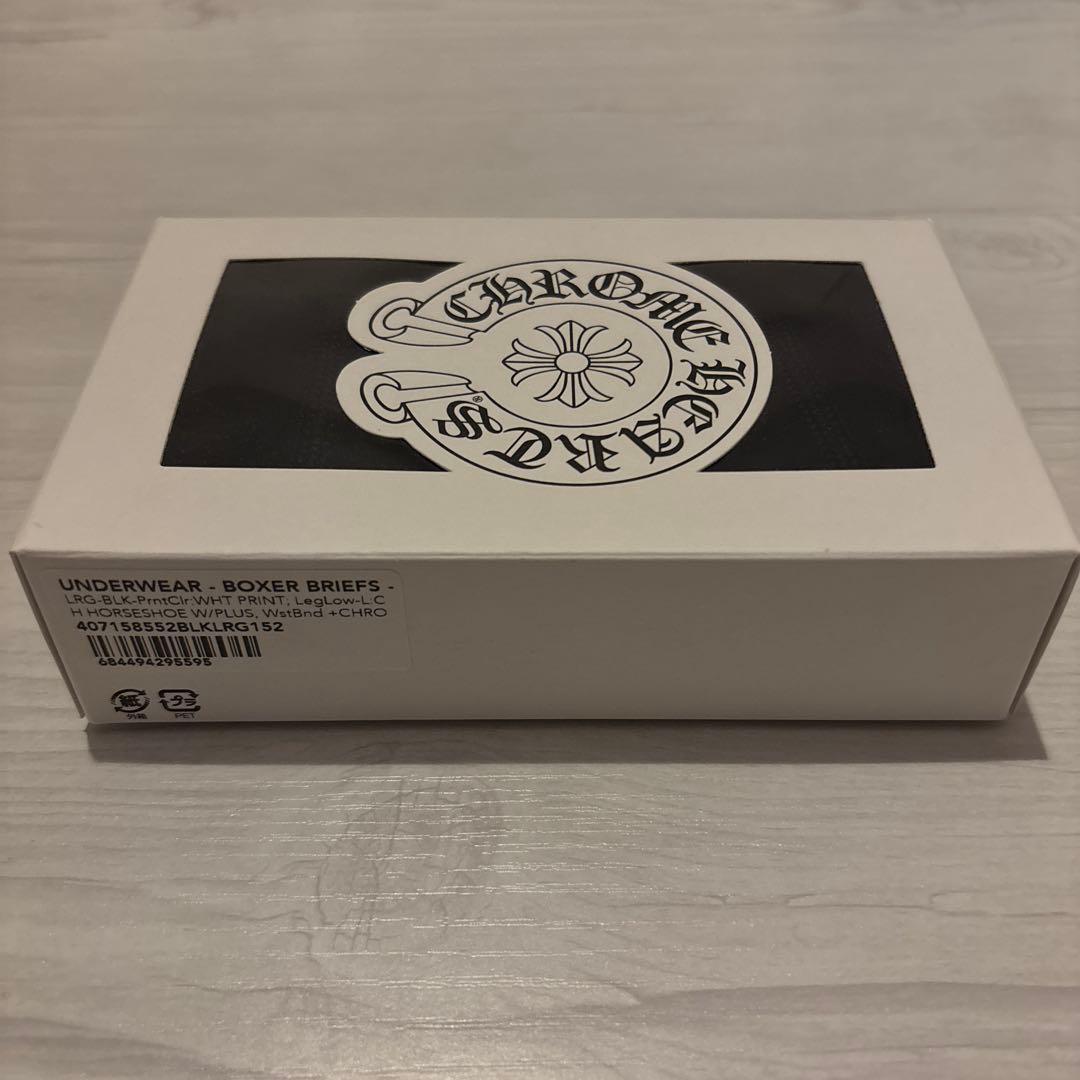 CHROME HEARTS®
UNDERWEAR - BOXER BRIEFS -
LRG-BLK-PrntClr:WHT PRINT; LegLow-L:C
H HORSESHOE W/PLUS, WstBnd +CHRO
407158552BLKLRG152
684494295595
紙 プラ
外箱 PET